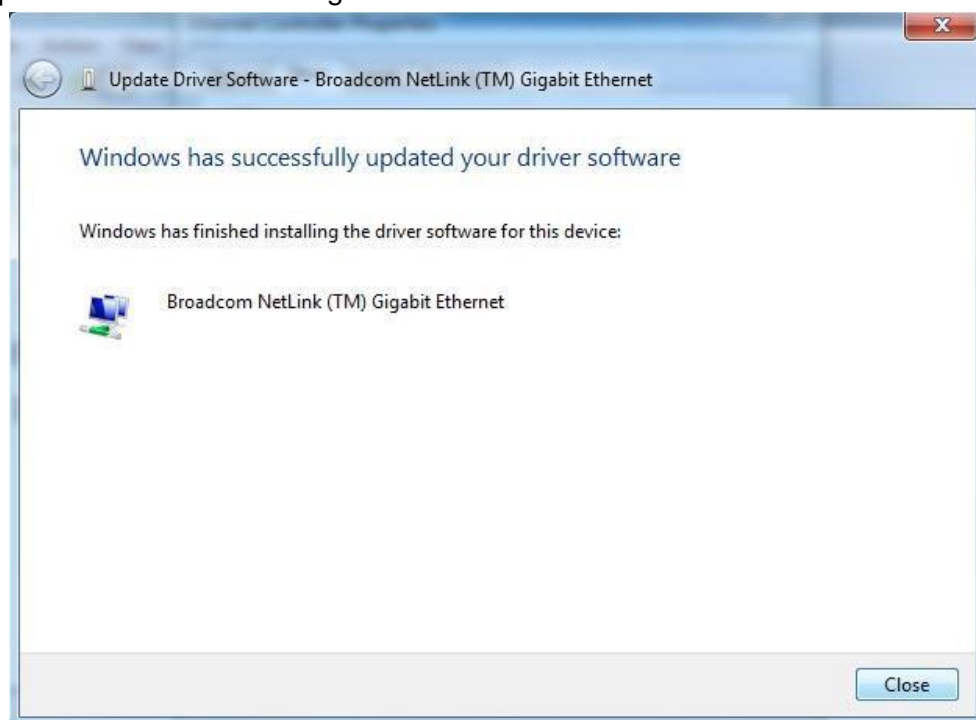 Update Driver Software - Broadcom NetLink (TM) Gigabit Ethernet
Windows has successfully updated your driver software
Windows has finished installing the driver software for this device:
Broadcom NetLink (TM) Gigabit Ethernet
Close